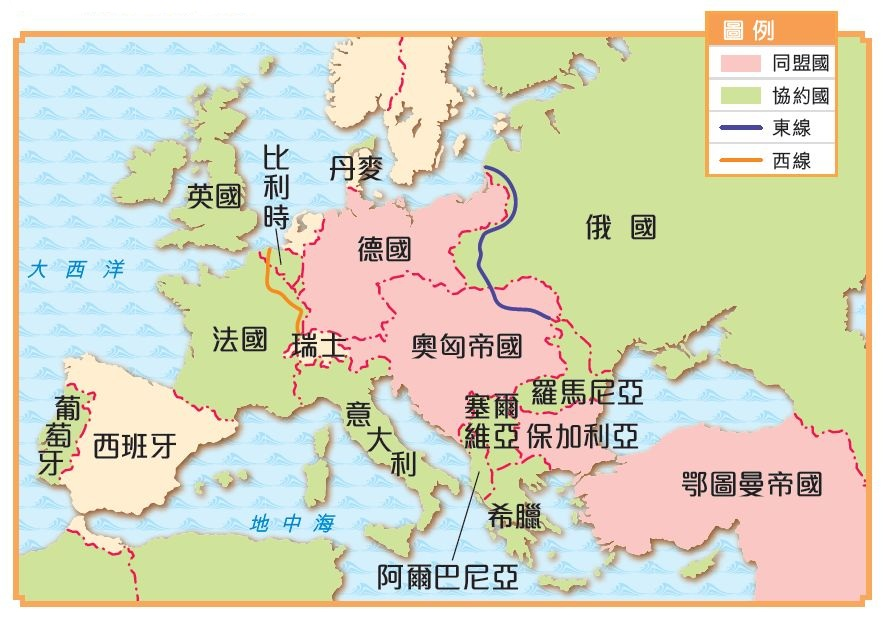 圖例
同盟國
協約國
東線
西線
英國
比利時
丹麥
德國
俄國
大西洋
法國
瑞士
奧匈帝國
羅馬尼亞
塞爾維亞
保加利亞
葡萄牙
西班牙
意大利
鄂圖曼帝國
地中海
希臘
阿爾巴尼亞